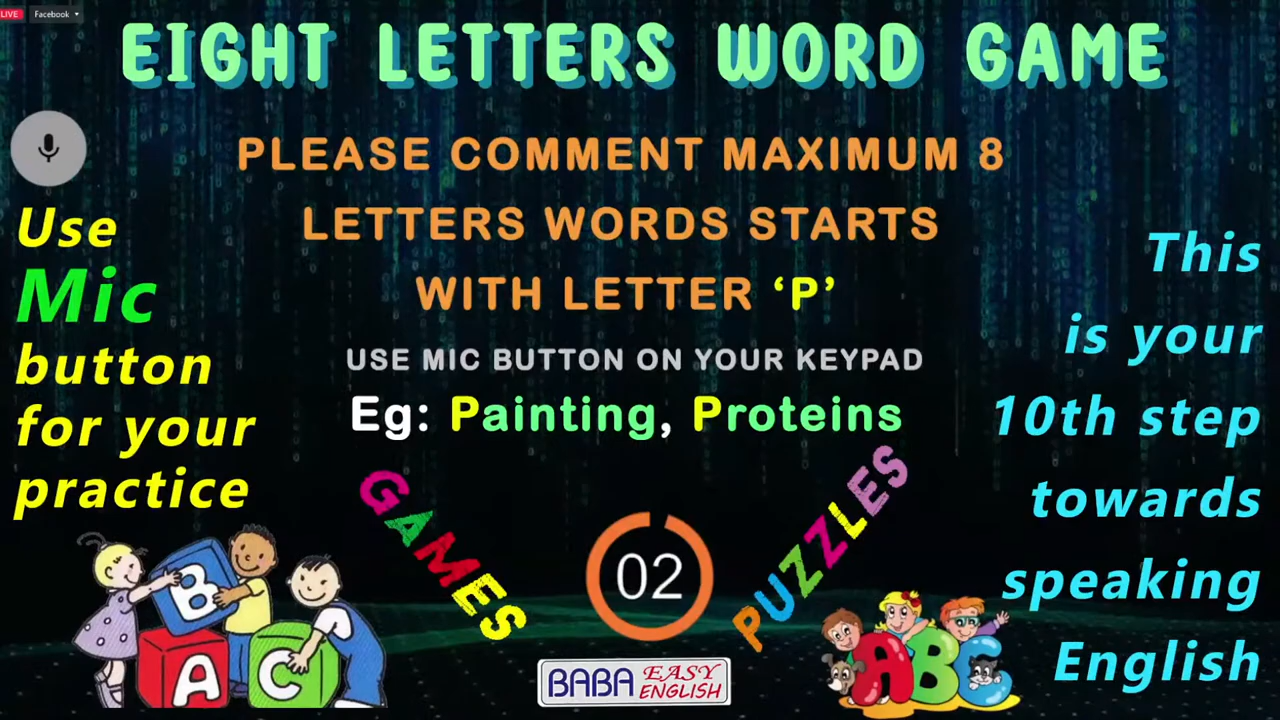 LIVE Facebook
EIGHT LETTERS WORD GAME
PLEASE COMMENT MAXIMUM 8
LETTERS WORDS STARTS
WITH LETTER ‘P’
USE MIC BUTTON ON YOUR KEYPAD
Eg: Painting, Proteins
Use
Mic
button
for your
practice
This
is your
10th step
towards
speaking
English
GAMES
02
PUZZLES
B
A C
BABA EASY
ENGLISH
ABC